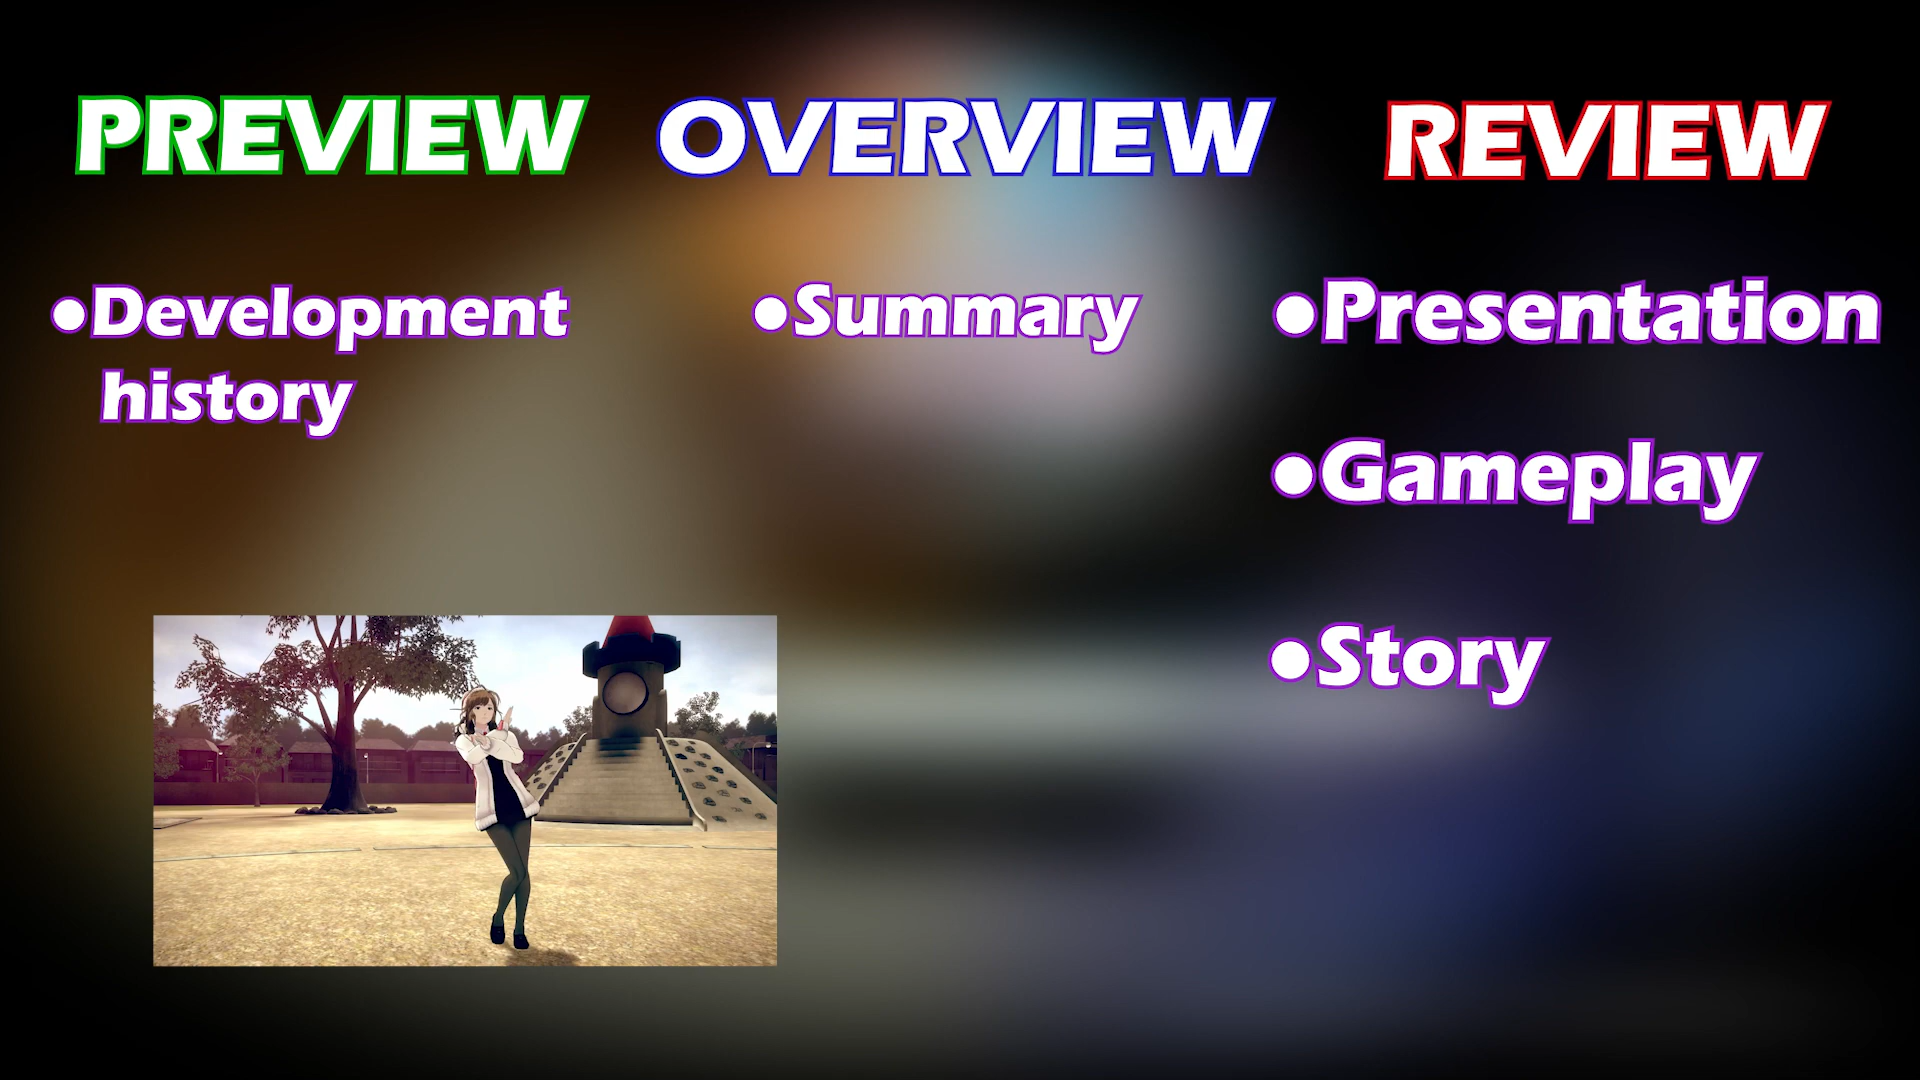 PREVIEW
•Development
history
OVERVIEW
•Summary
REVIEW
•Presentation
•Gameplay
•Story